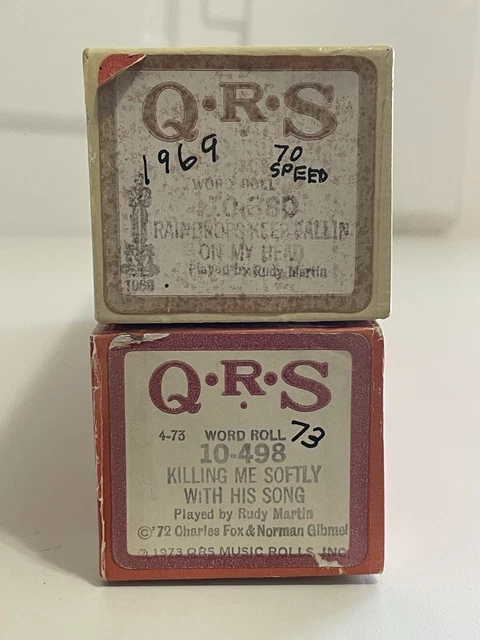 Q·R·S
1969
70
SPEED
WORD ROLL
RAINDROPS KEEP FALLIN
ON MY HEAD
Played by Rudy Martin
Q·R·S
4-73 WORD ROLL 73
10-498
KILLING ME SOFTLY
WITH HIS SONG
Played by Rudy Martin
©'72 Charles Fox & Norman Gimbel
1973 QRS MUSIC ROLLS, INC.